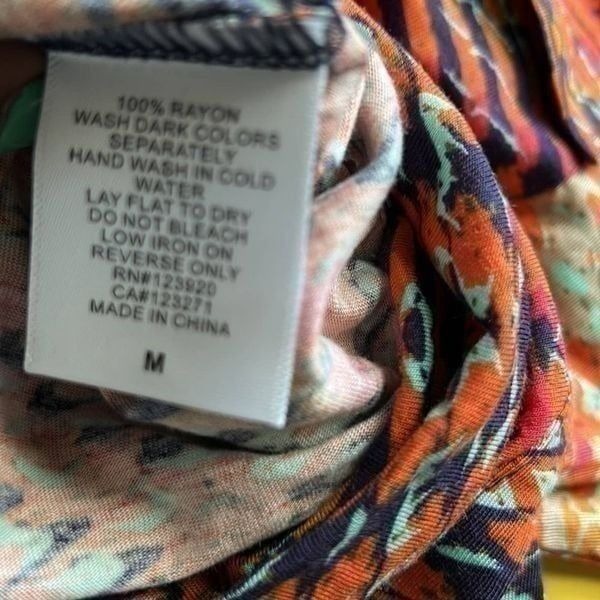 100% RAYON
WASH DARK COLORS
SEPARATELY
HAND WASH IN COLD
WATER
LAY FLAT TO DRY
DO NOT BLEACH
LOW IRON ON
REVERSE ONLY
RN#123920
CA#123271
MADE IN CHINA
M